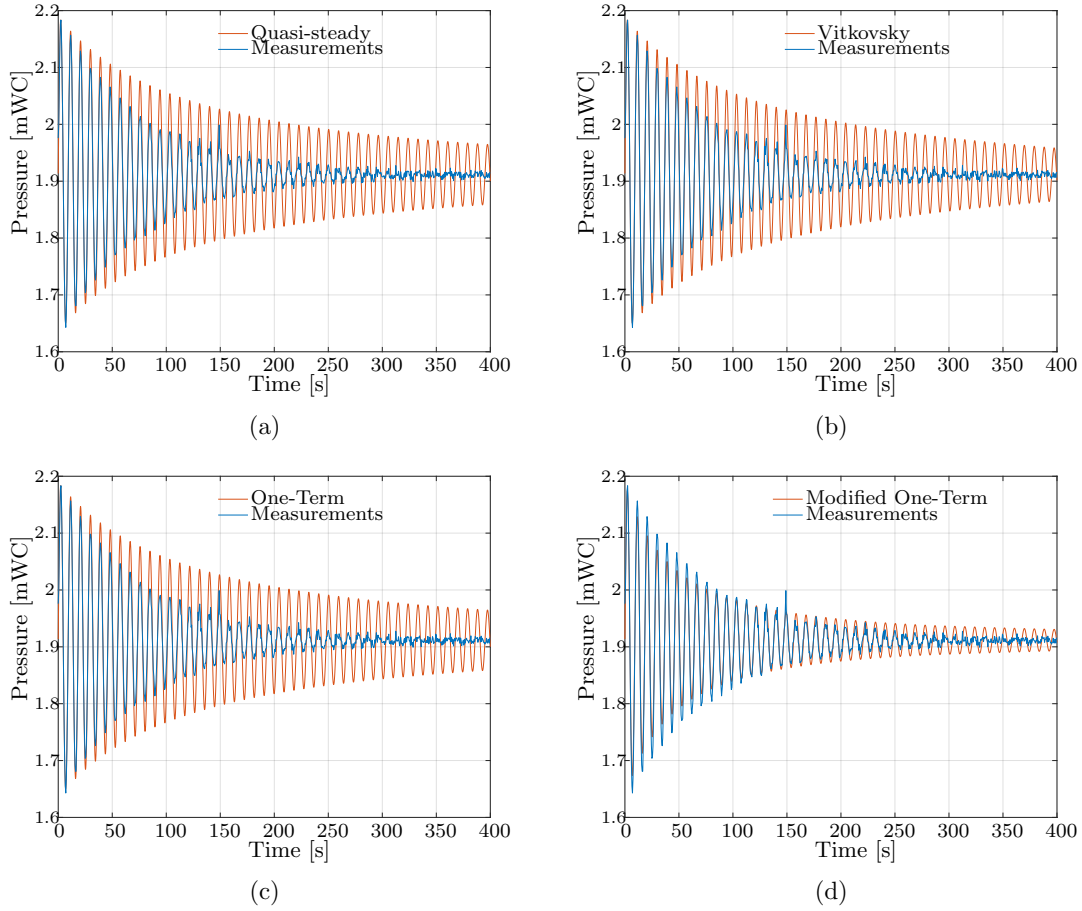 2.2
Quasi-steady
Measurements
2.1
2
1.9
1.8
1.7
1.6
Pressure [mWC]
0 50 100 150 200 250 300 350 400
Time [s]
(a)
2.2
Vitkovsky
Measurements
2.1
2
1.9
1.8
1.7
1.6
Pressure [mWC]
0 50 100 150 200 250 300 350 400
Time [s]
(b)
2.2
One-Term
Measurements
2.1
2
1.9
1.8
1.7
1.6
Pressure [mWC]
0 50 100 150 200 250 300 350 400
Time [s]
(c)
2.2
Modified One-Term
Measurements
2.1
2
1.9
1.8
1.7
1.6
Pressure [mWC]
0 50 100 150 200 250 300 350 400
Time [s]
(d)